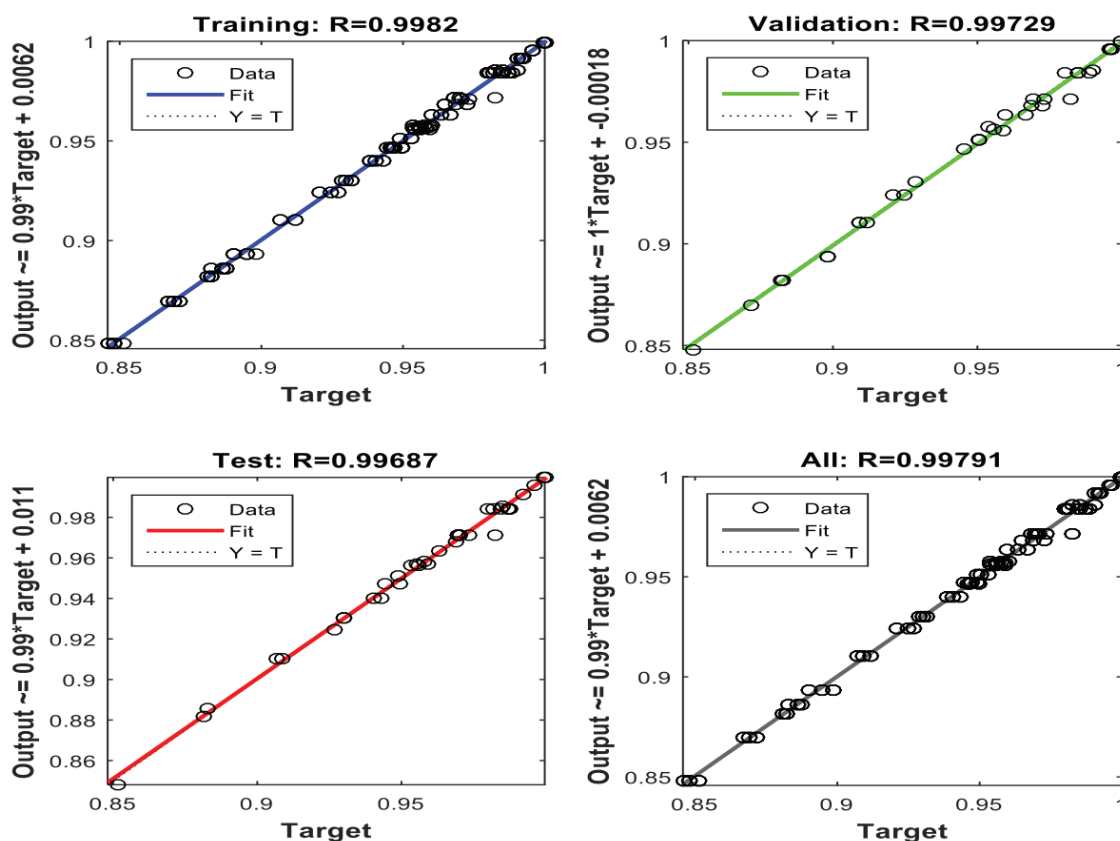 Training: R=0.9982
Output ~= 0.99*Target + 0.0062
1
0.95
0.9
0.85
Data
Fit
Y = T
0.85 0.9 0.95 1
Target
Validation: R=0.99729
Output ~= 1*Target + -0.00018
1
0.95
0.9
0.85
Data
Fit
Y = T
0.85 0.9 0.95 1
Target
Test: R=0.99687
Output ~= 0.99*Target + 0.011
0.98
0.96
0.94
0.92
0.9
0.88
0.86
Data
Fit
Y = T
0.85 0.9 0.95
Target
All: R=0.99791
Output ~= 0.99*Target + 0.0062
1
0.95
0.9
0.85
Data
Fit
Y = T
0.85 0.9 0.95 1
Target